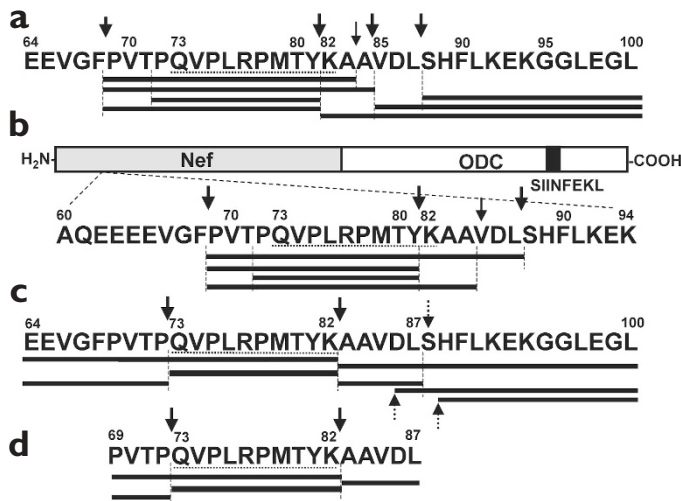 a
64 70 73 80 82 85 90 95 100
EEVGFPVTPQVPLRPMTYKAAVDLSHFLKEKGGLEGL
b
H2N- Nef ODC -COOH
SIINFEKL
60 70 73 80 82 90 94
AQEEEEVGFPVTPQVPLRPMTYKAAVDLSHFLKEK
c
64 73 82 87 100
EEVGFPVTPQVPLRPMTYKAAVDLSHFLKEKGGLEGL
d
69 73 82 87
PVTPQVPLRPMTYKAAVDL